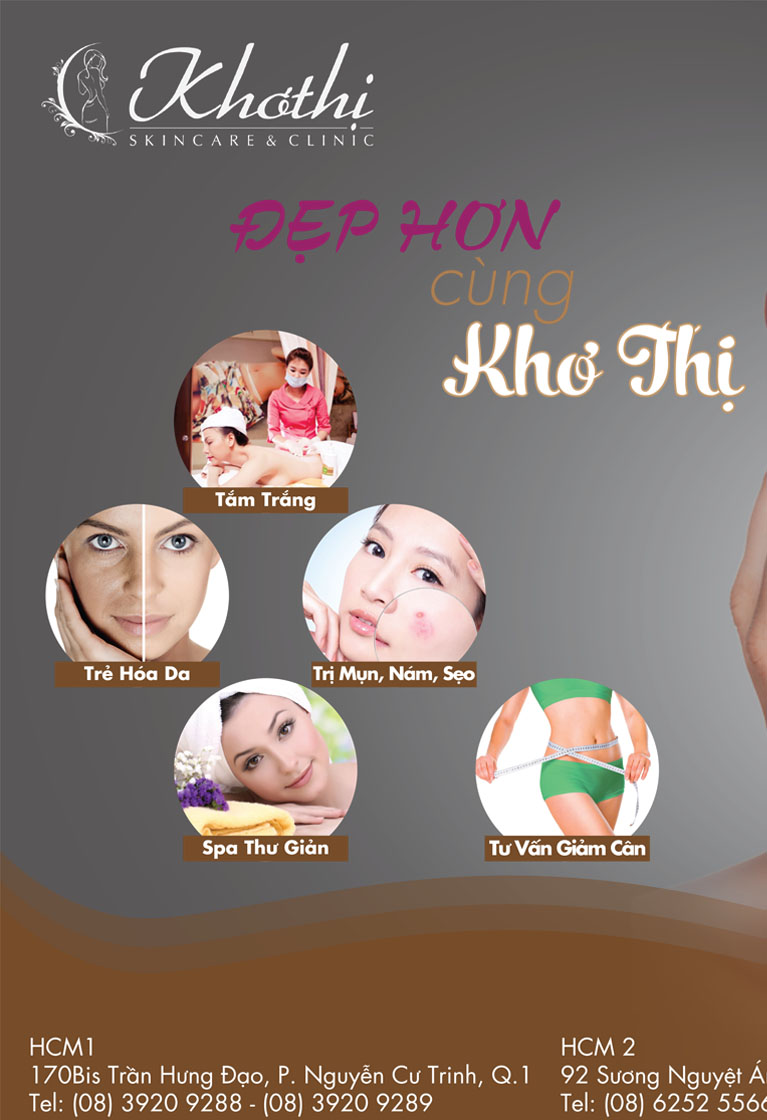 Khơthị
SKINCARE & CLINIC
ĐẸP HƠN
cùng
Khơ Thị
Tắm Trắng
Trẻ Hóa Da
Trị Mụn, Nám, Sẹo
Spa Thư Giản
Tư Vấn Giảm Cân
HCM1
170Bis Trần Hưng Đạo, P. Nguyễn Cư Trinh, Q.1
Tel: (08) 3920 9288 - (08) 3920 9289
HCM 2
92 Sương Nguyệt
Tel: (08) 6252 5566